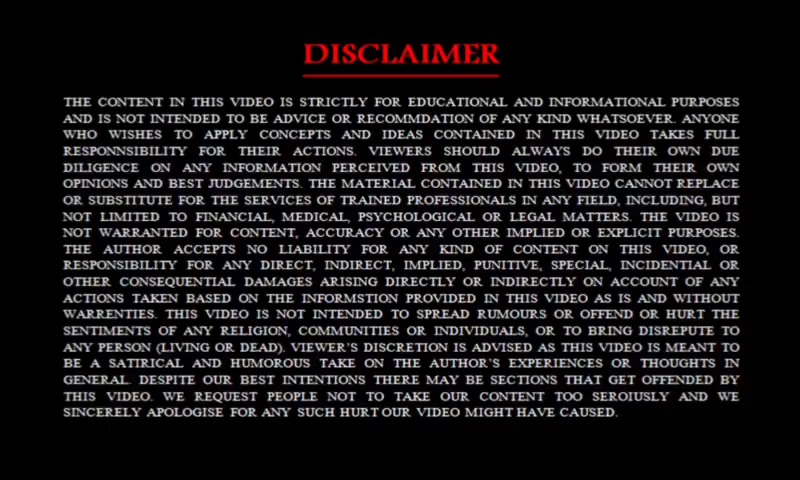 DISCLAIMER
THE CONTENT IN THIS VIDEO IS STRICTLY FOR EDUCATIONAL AND INFORMATIONAL PURPOSES
AND IS NOT INTENDED TO BE ADVICE OR RECOMMDATION OF ANY KIND WHATSOEVER. ANYONE
WHO WISHES TO APPLY CONCEPTS AND IDEAS CONTAINED IN THIS VIDEO TAKES FULL
RESPONNSIBILITY FOR THEIR ACTIONS. VIEWERS SHOULD ALWAYS DO THEIR OWN DUE
DILIGENCE ON ANY INFORMATION PERCEIVED FROM THIS VIDEO, TO FORM THEIR OWN
OPINIONS AND BEST JUDGEMENTS. THE MATERIAL CONTAINED IN THIS VIDEO CANNOT REPLACE
OR SUBSTITUTE FOR THE SERVICES OF TRAINED PROFESSIONALS IN ANY FIELD, INCLUDING, BUT
NOT LIMITED TO FINANCIAL, MEDICAL, PSYCHOLOGICAL OR LEGAL MATTERS. THE VIDEO IS
NOT WARRANTED FOR CONTENT, ACCURACY OR ANY OTHER IMPLIED OR EXPLICIT PURPOSES.
THE AUTHOR ACCEPTS NO LIABILITY FOR ANY KIND OF CONTENT ON THIS VIDEO, OR
RESPONSIBILITY FOR ANY DIRECT, INDIRECT, IMPLIED, PUNITIVE, SPECIAL, INCIDENTIAL OR
OTHER CONSEQUENTIAL DAMAGES ARISING DIRECTLY OR INDIRECTLY ON ACCOUNT OF ANY
ACTIONS TAKEN BASED ON THE INFORMSTION PROVIDED IN THIS VIDEO AS IS AND WITHOUT
WARRENTIES. THIS VIDEO IS NOT INTENDED TO SPREAD RUMOURS OR OFFEND OR HURT THE
SENTIMENTS OF ANY RELIGION, COMMUNITIES OR INDIVIDUALS, OR TO BRING DISREPUTE TO
ANY PERSON (LIVING OR DEAD). VIEWER'S DISCRETION IS ADVISED AS THIS VIDEO IS MEANT TO
BE A SATIRICAL AND HUMOROUS TAKE ON THE AUTHOR'S EXPERIENCES OR THOUGHTS IN
GENERAL. DESPITE OUR BEST INTENTIONS THERE MAY BE SECTIONS THAT GET OFFENDED BY
THIS VIDEO. WE REQUEST PEOPLE NOT TO TAKE OUR CONTENT TOO SEROIUSLY AND WE
SINCERELY APOLOGISE FOR ANY SUCH HURT OUR VIDEO MIGHT HAVE CAUSED.